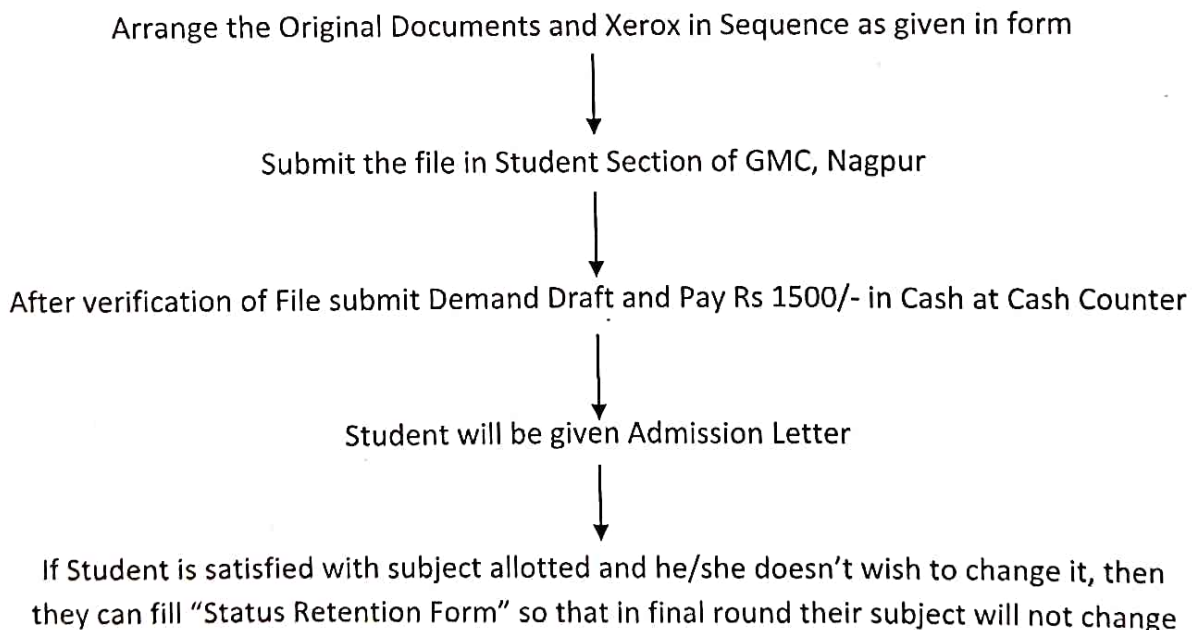 Arrange the Original Documents and Xerox in Sequence as given in form
Submit the file in Student Section of GMC, Nagpur
After verification of File submit Demand Draft and Pay Rs 1500/- in Cash at Cash Counter
Student will be given Admission Letter
If Student is satisfied with subject allotted and he/she doesn't wish to change it, then
they can fill "Status Retention Form" so that in final round their subject will not change